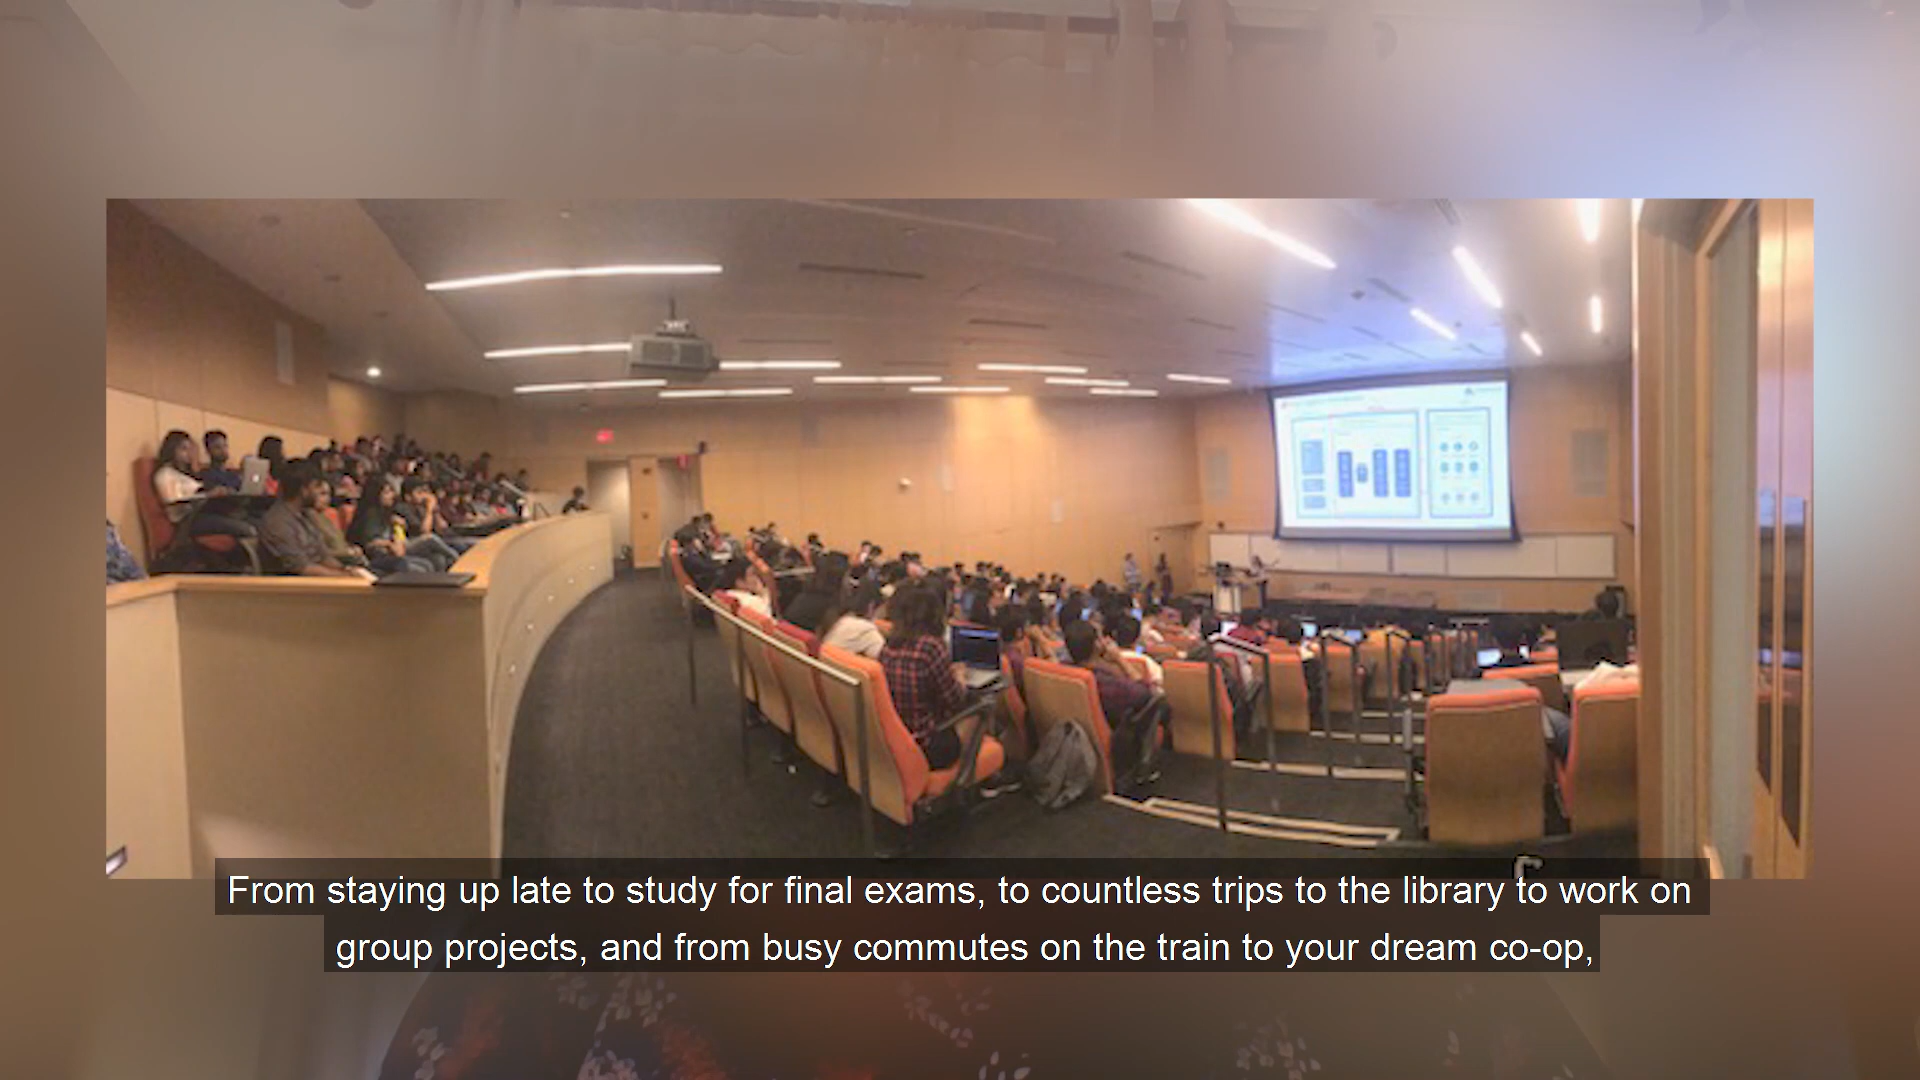 From staying up late to study for final exams, to countless trips to the library to work on
group projects, and from busy commutes on the train to your dream co-op,